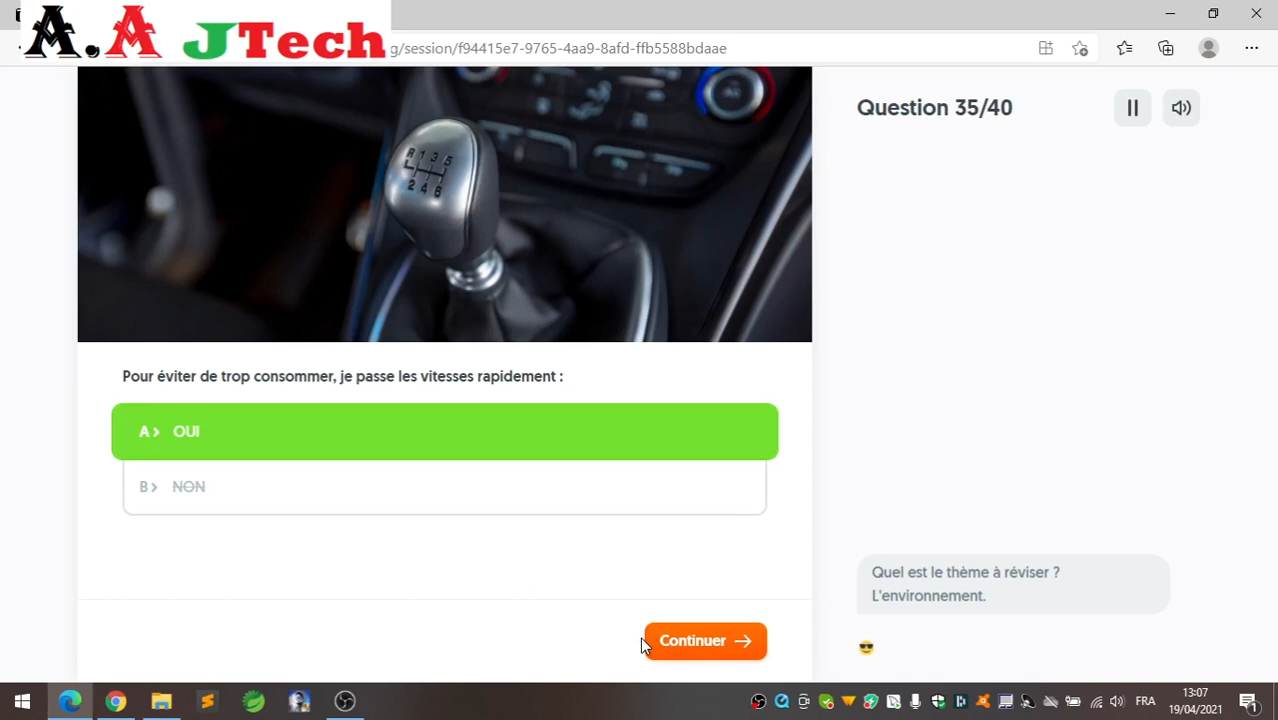 A.A JTech
g/session/f94415e7-9765-4aa9-8afd-ffb5588bdaae
R 1 3 5
2 4 6
Question 35/40
Pour éviter de trop consommer, je passe les vitesses rapidement :
A > OUI
B > NON
Quel est le thème à réviser ?
L'environnement.
Continuer →
FRA
13:07
19/04/2021
1